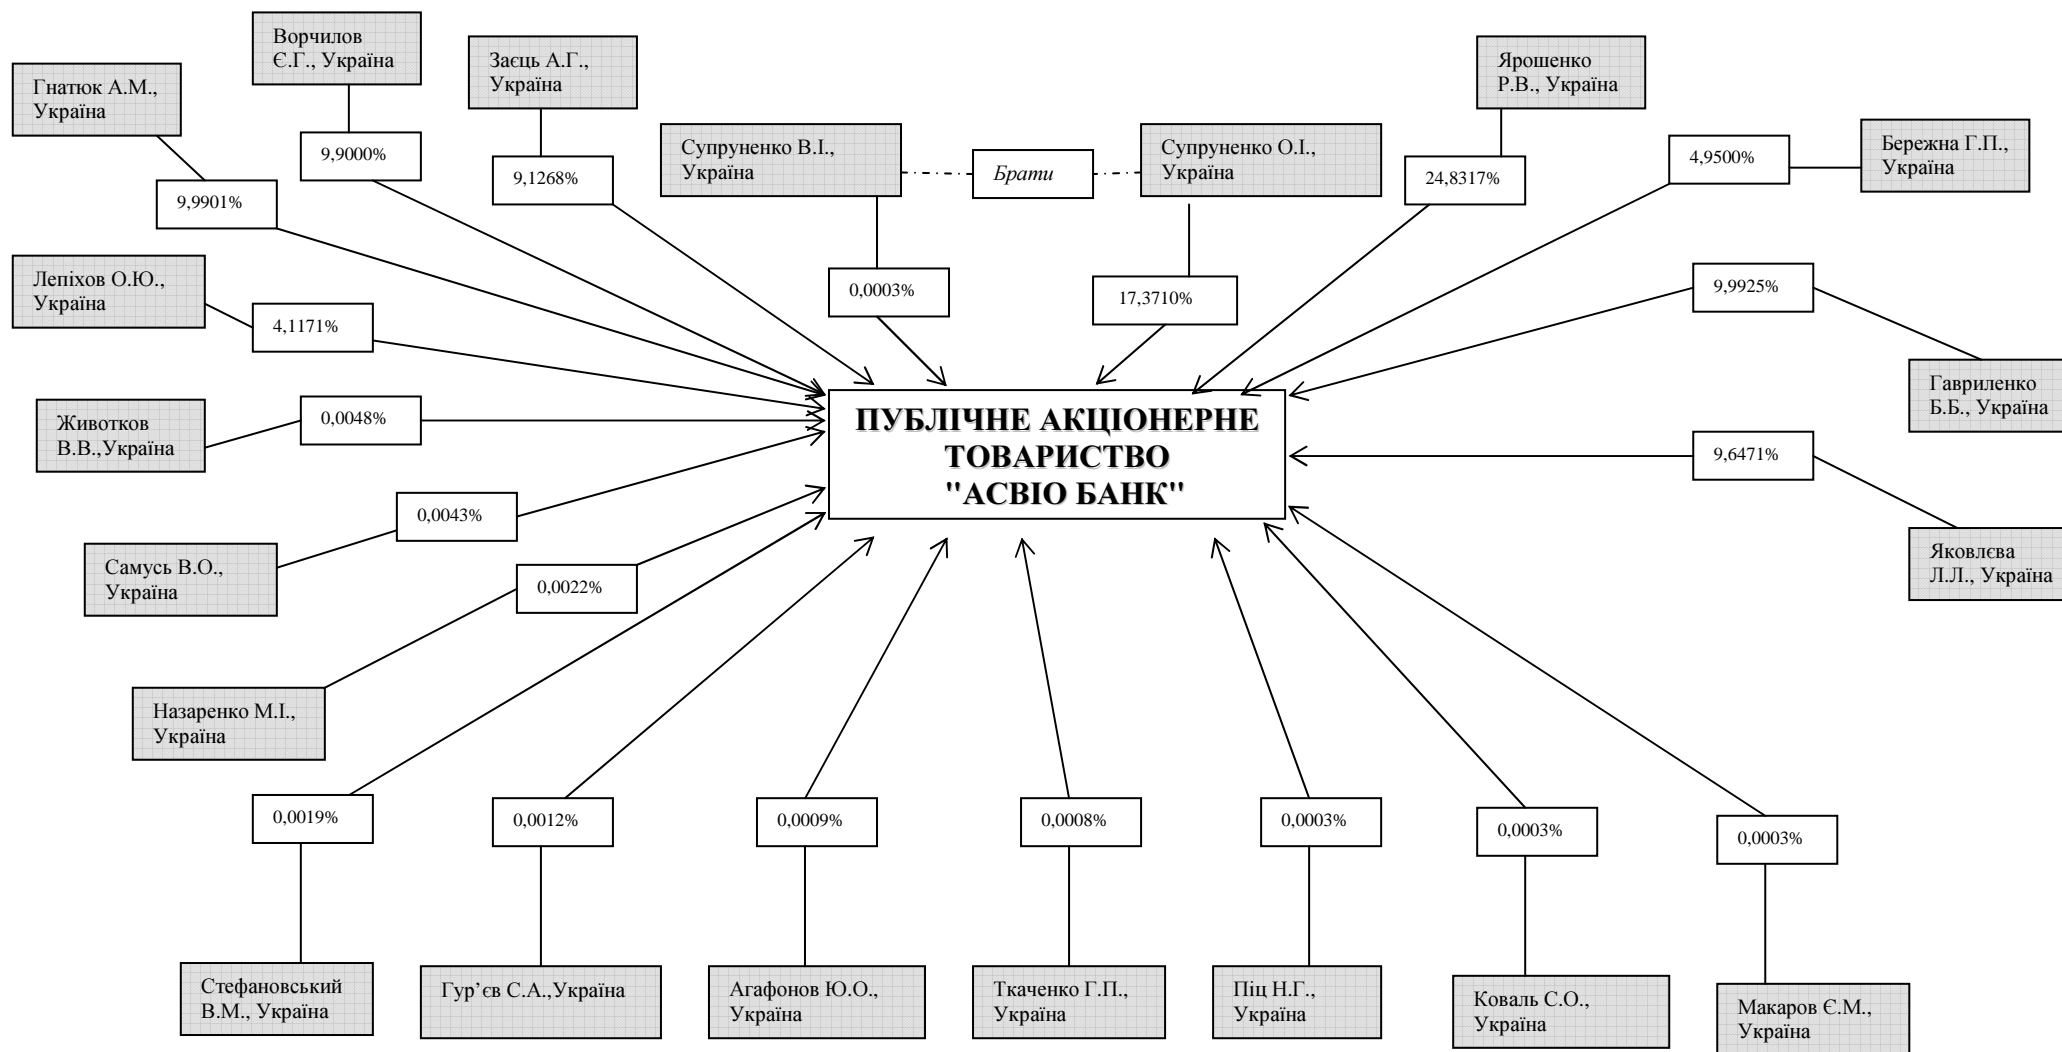 Ворчилов
Є.Г., Україна
Заєць А.Г.,
Україна
Ярошенко
Р.В., Україна
Гнатюк А.М.,
Україна
Супруненко В.І.,
Україна
Брати
Супруненко О.І.,
Україна
Бережна Г.П.,
Україна
9,9000%
9,1268%
24,8317%
4,9500%
9,9901%
Лепіхов О.Ю.,
Україна
4,1171%
0,0003%
17,3710%
9,9925%
Гавриленко
Б.Б., Україна
Животков
В.В.,Україна
0,0048%
ПУБЛІЧНЕ АКЦІОНЕРНЕ
ТОВАРИСТВО
"АСВІО БАНК"
9,6471%
Яковлєва
Л.Л., Україна
0,0043%
Самусь В.О.,
Україна
0,0022%
Назаренко М.І.,
Україна
0,0019%
0,0012%
0,0009%
0,0008%
0,0003%
0,0003%
0,0003%
Стефановський
В.М., Україна
Гур’єв С.А.,Україна
Агафонов Ю.О.,
Україна
Ткаченко Г.П.,
Україна
Піц Н.Г.,
Україна
Коваль С.О.,
Україна
Макаров Є.М.,
Україна